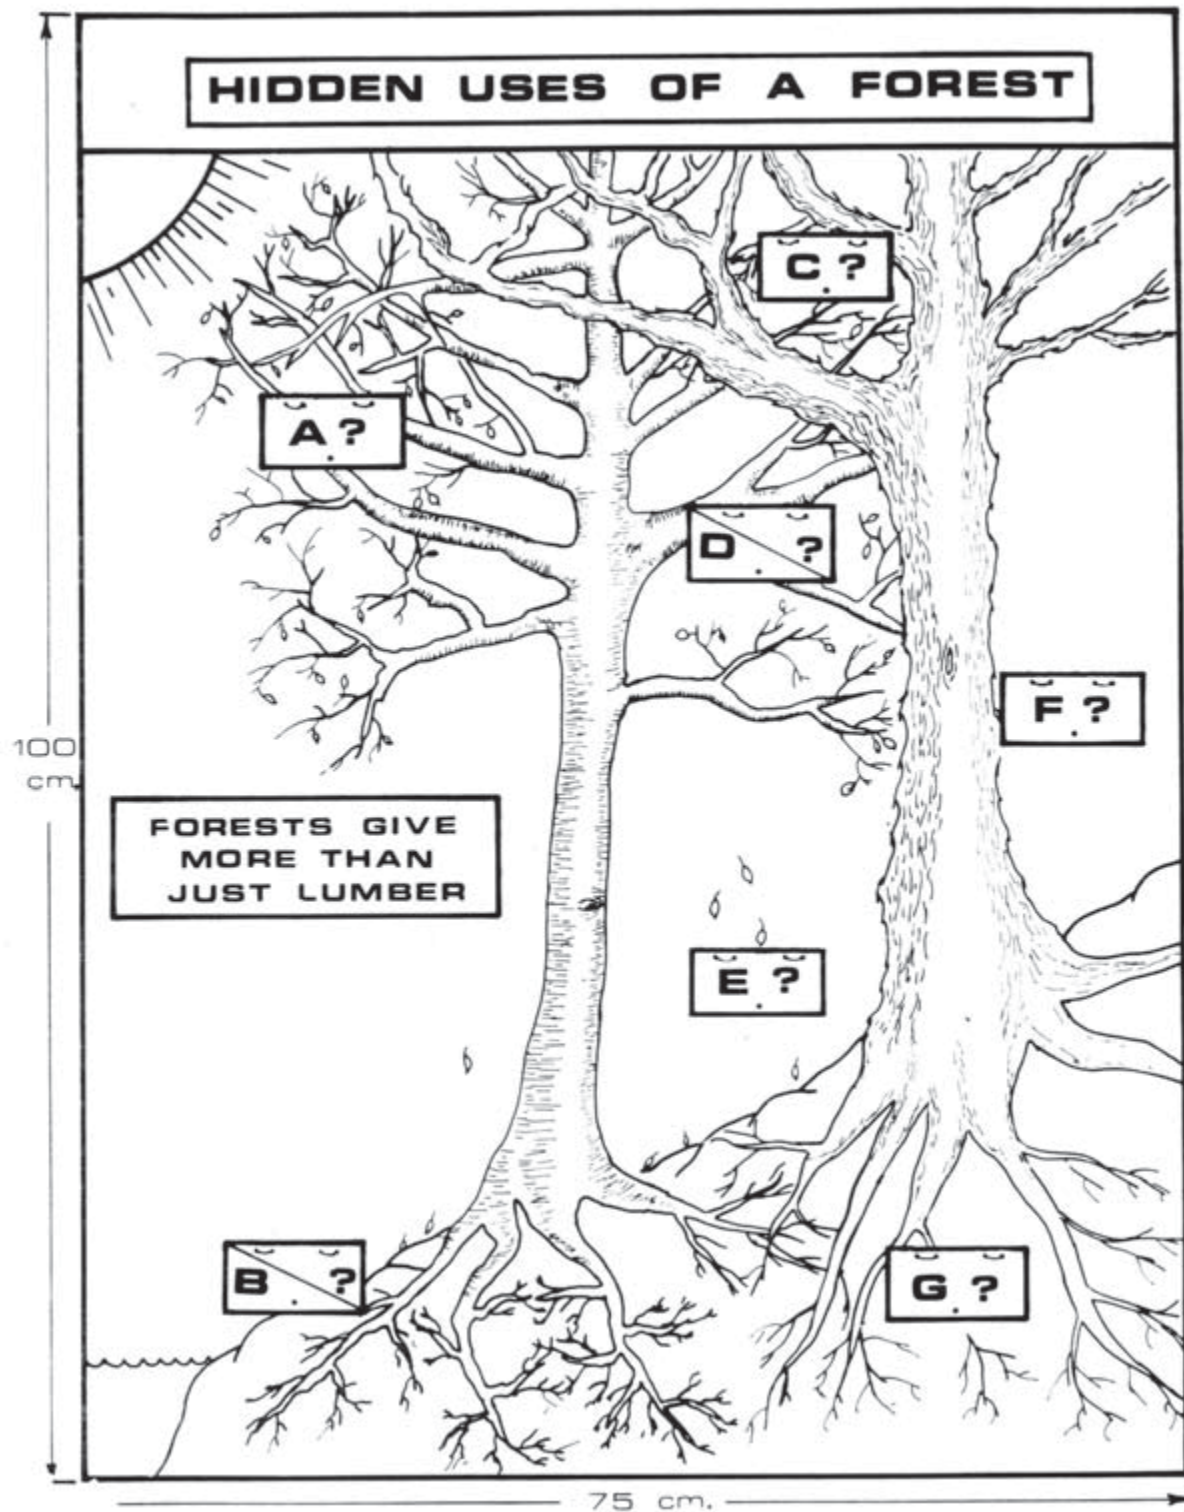 HIDDEN USES OF A FOREST
C ?
A ?
D ?
F ?
100
cm.
FORESTS GIVE
MORE THAN
JUST LUMBER
E ?
B ?
G ?
75 cm.